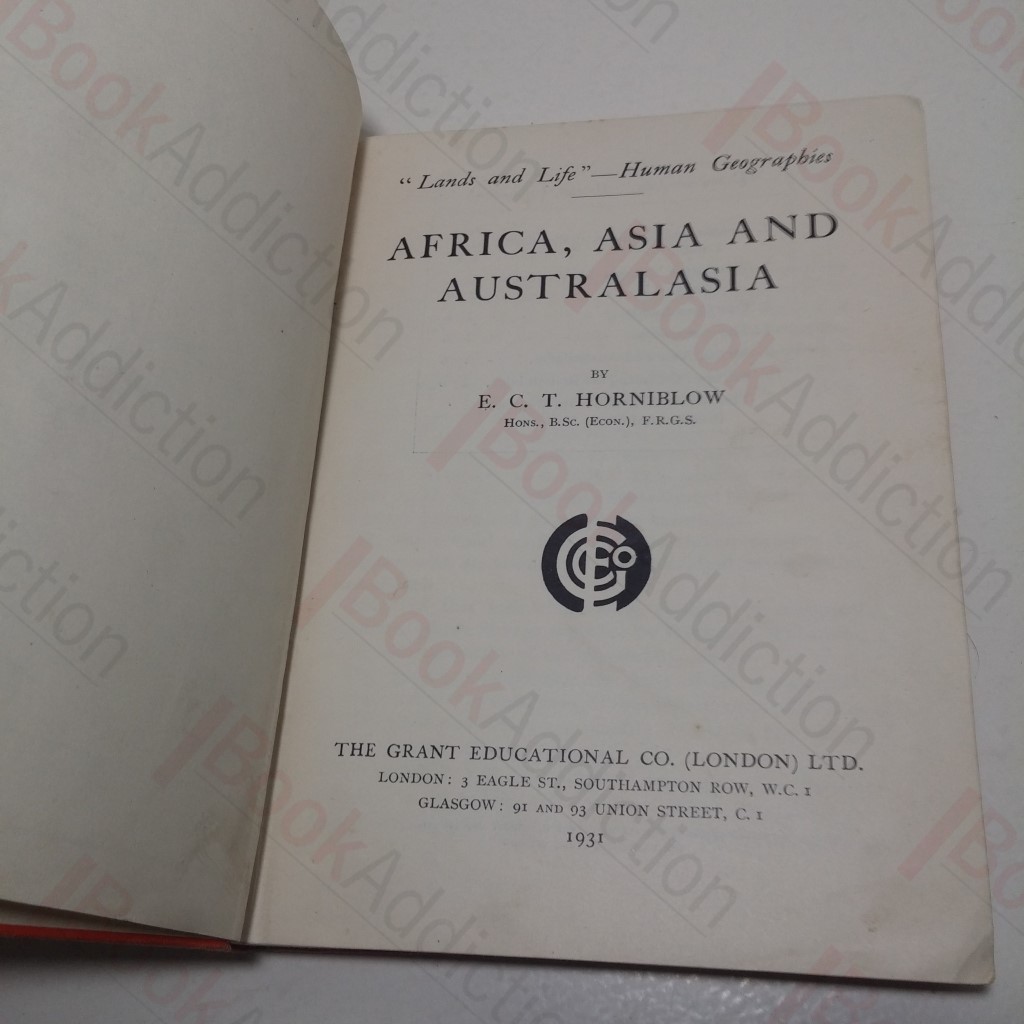 "Lands and Life"—Human Geographies
AFRICA, ASIA AND
AUSTRALASIA
BY
E. C. T. HORNIBLOW
HONS., B.SC. (ECON.), F.R.G.S.
THE GRANT EDUCATIONAL CO. (LONDON) LTD.
LONDON: 3 EAGLE ST., SOUTHAMPTON ROW, W.C. 1
GLASGOW: 91 AND 93 UNION STREET, C. 1
1931
BookAddiction